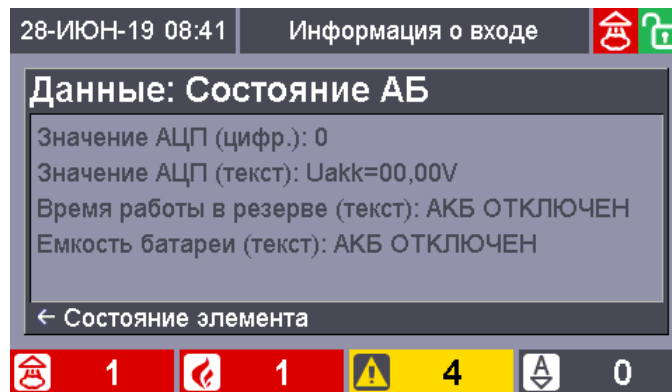 28-ИЮН-19 08:41
Информация о входе
Данные: Состояние АБ
Значение АЦП (цифр.): 0
Значение АЦП (текст): Uakk=00,00V
Время работы в резерве (текст): АКБ ОТКЛЮЧЕН
Емкость батареи (текст): АКБ ОТКЛЮЧЕН
← Состояние элемента
1
1
4
A
0